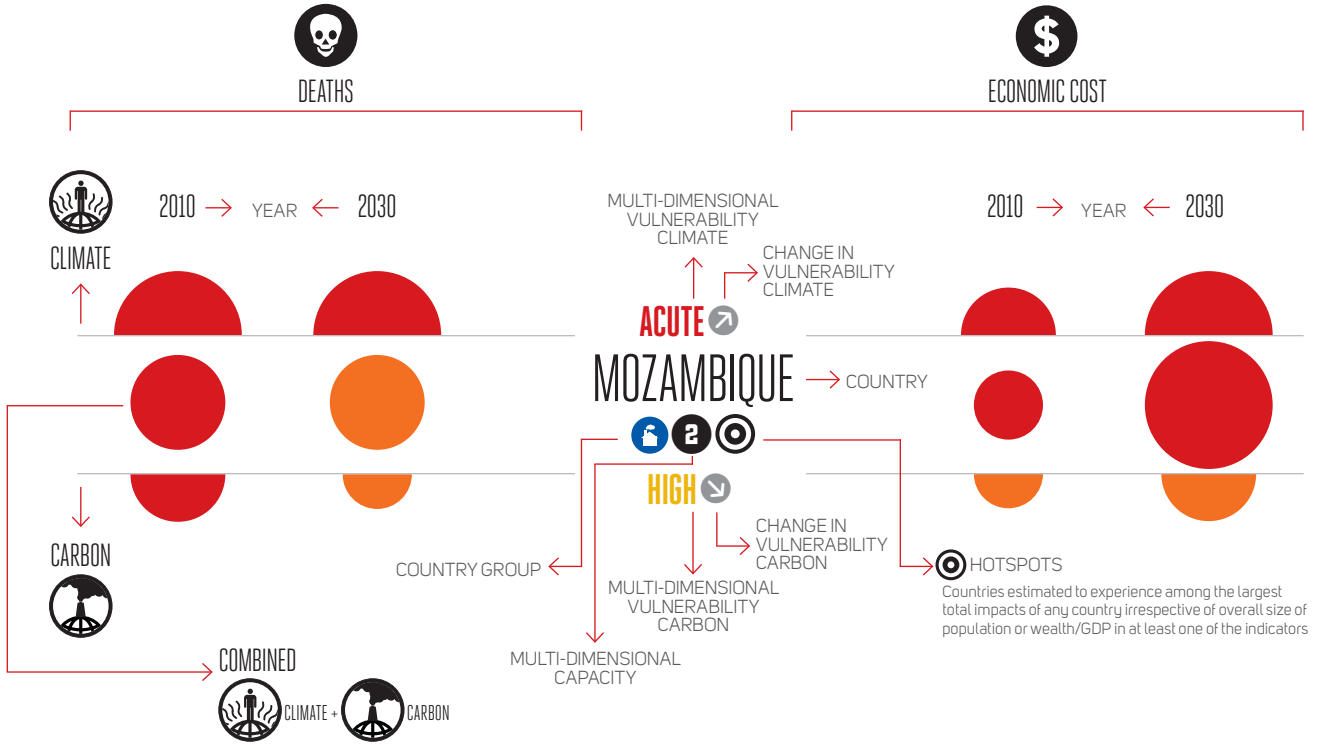 DEATHS
ECONOMIC COST
CLIMATE
2010
YEAR
2030
MULTI-DIMENSIONAL
VULNERABILITY
CLIMATE
CHANGE IN
VULNERABILITY
CLIMATE
2010
YEAR
2030
ACUTE
MOZAMBIQUE
COUNTRY
2
HIGH
CARBON
COUNTRY GROUP
CHANGE IN
VULNERABILITY
CARBON
MULTI-DIMENSIONAL
VULNERABILITY
CARBON
MULTI-DIMENSIONAL
CAPACITY
HOTSPOTS
Countries estimated to experience among the largest
total impacts of any country irrespective of overall size of
population or wealth/GDP in at least one of the indicators
COMBINED
CLIMATE +
CARBON
$